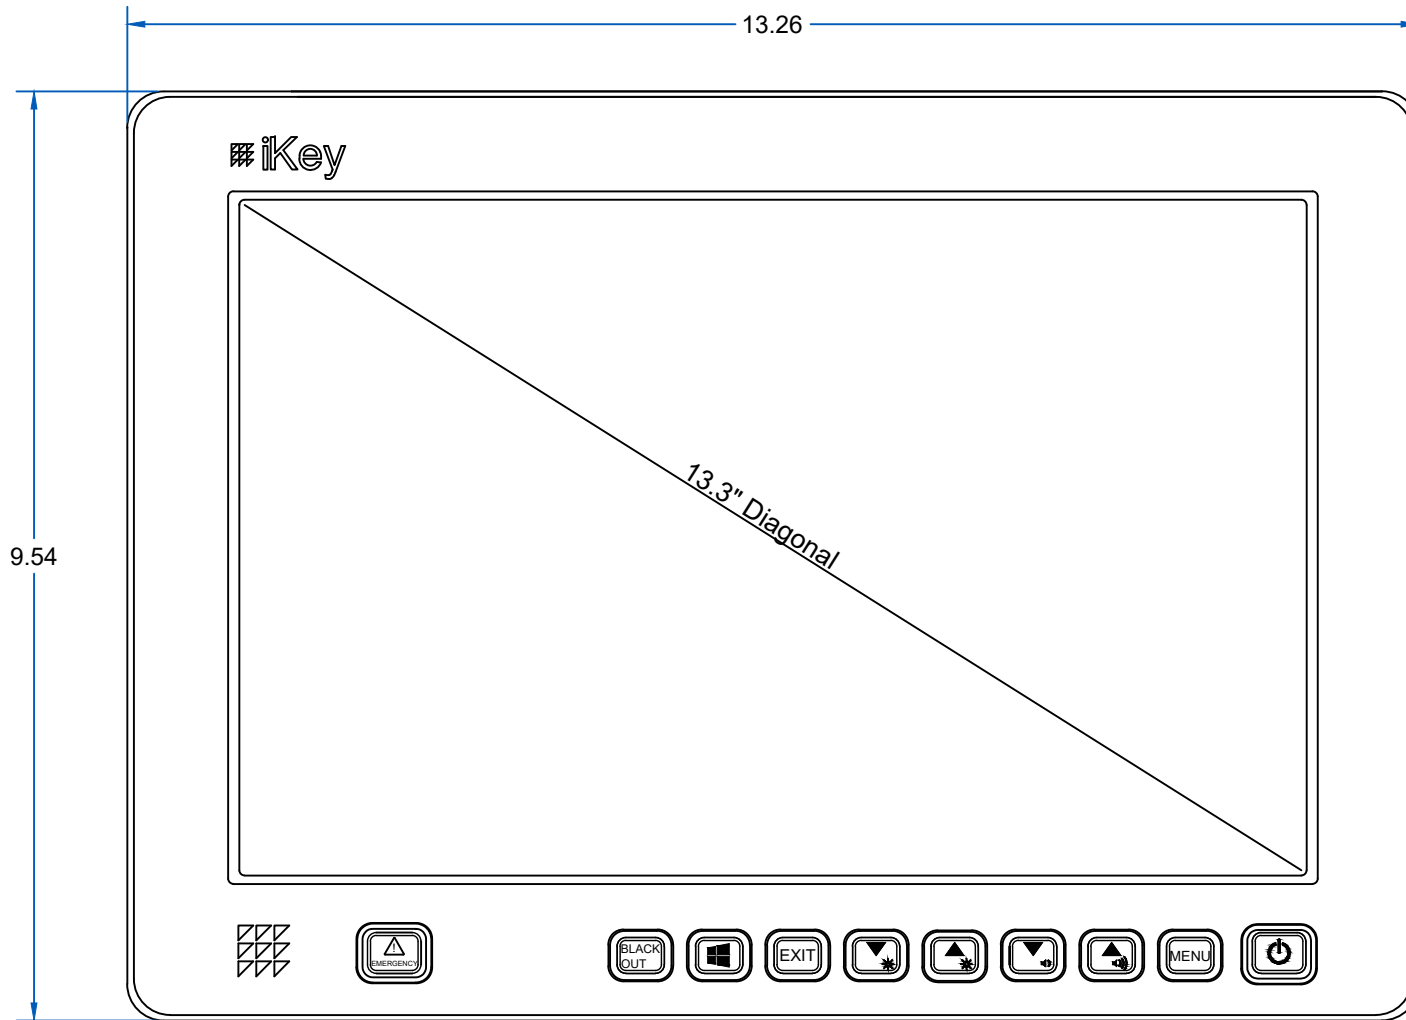 13.26
iKey
13.3" Diagonal
9.54
EMERGENCY
BLACK
OUT
EXIT
MENU